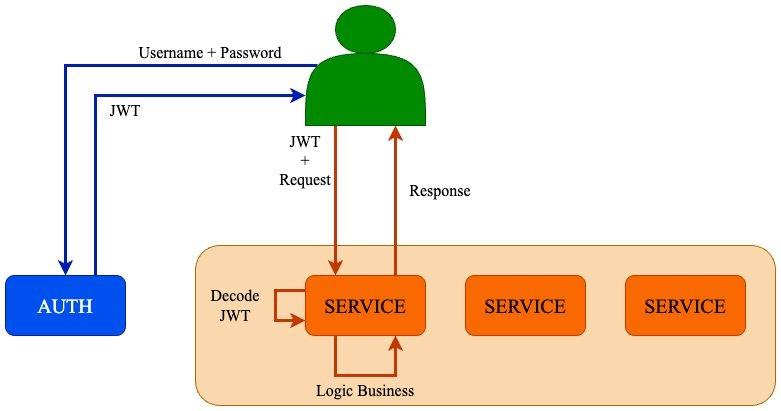 Username + Password
JWT
JWT
+
Request
Response
AUTH
Decode
JWT
SERVICE
SERVICE
SERVICE
Logic Business